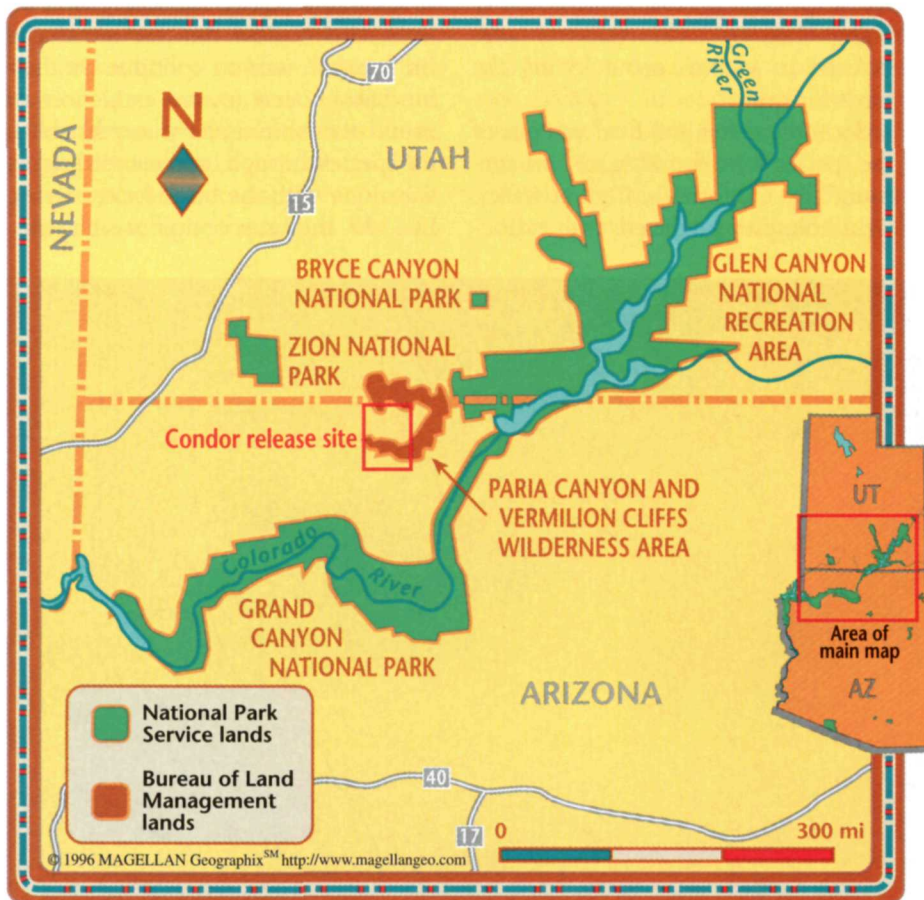 70
Green
River
N
NEVADA
UTAH
15
BRYCE CANYON
NATIONAL PARK
GLEN CANYON
NATIONAL
RECREATION
AREA
ZION NATIONAL
PARK
Condor release site
PARIA CANYON AND
VERMILION CLIFFS
WILDERNESS AREA
UT
Colorado
River
GRAND
CANYON
NATIONAL PARK
Area of
main map
ARIZONA
AZ
National Park
Service lands
Bureau of Land
Management
lands
40
17
0 300 mi
© 1996 MAGELLAN Geographix℠ http://www.magellangeo.com